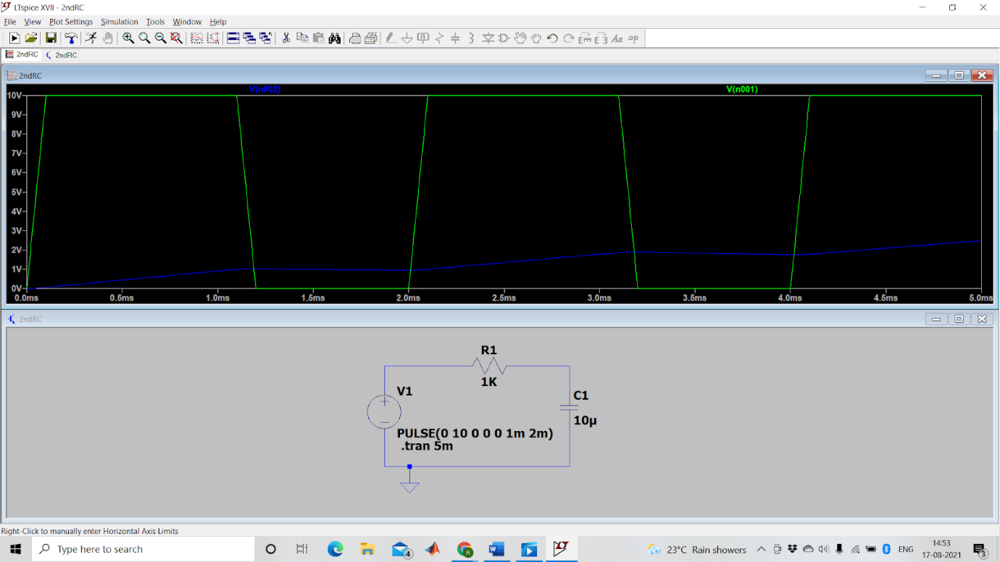 LTspice XVII - 2ndRC
File View Plot Settings Simulation Tools Window Help
2ndRC 2ndRC
2ndRC
V(n002) V(n001)
10V
9V
8V
7V
6V
5V
4V
3V
2V
1V
0V
0.0ms 0.5ms 1.0ms 1.5ms 2.0ms 2.5ms 3.0ms 3.5ms 4.0ms 4.5ms 5.0ms
2ndRC
R1
1K
V1
C1
10µ
PULSE(0 10 0 0 0 1m 2m)
.tran 5m
Right-Click to manually enter Horizontal Axis Limits
Type here to search
4
23°C Rain showers
ENG
14:53
17-08-2021
3